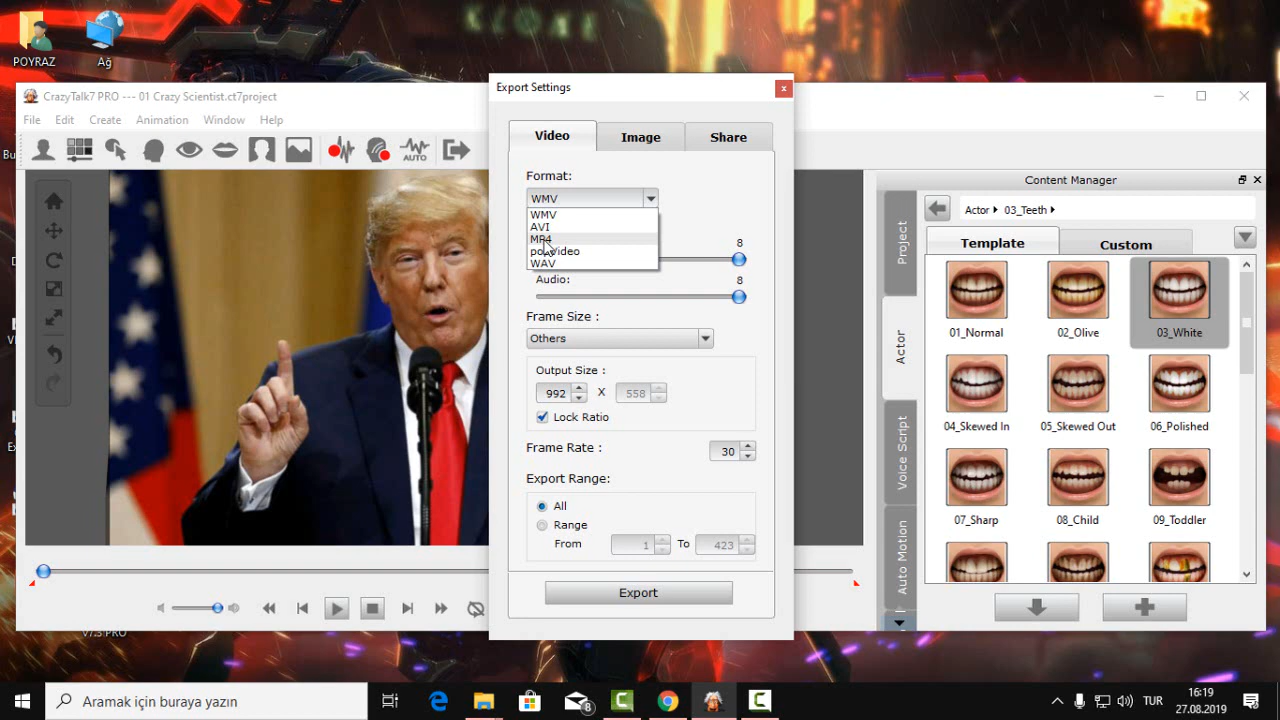 POYRAZ
Ağ
CrazyTalk7 PRO --- 01 Crazy Scientist.ct7project
File
Edit
Create
Animation
Window
Help
AUTO
Export Settings
Video
Image
Share
Format:
WMV
WMV
AVI
MP4
WAV
8
Audio:
8
Frame Size :
Others
Output Size :
992
X
558
Lock Ratio
Frame Rate :
30
Export Range:
All
Range
From
1
To
423
Export
Content Manager
Actor
03_Teeth
Template
Custom
Project
Actor
Voice Script
Auto Motion
01_Normal
02_Olive
03_White
04_Skewed In
05_Skewed Out
06_Polished
07_Sharp
08_Child
09_Toddler
V7.3 PRO
Aramak için buraya yazın
8
TUR
16:19
27.08.2019